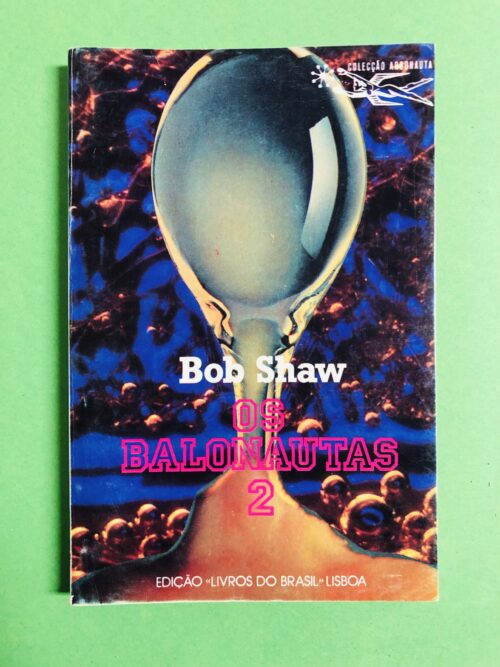 COLECÇÃO ARGONAUTA
Bob Shaw
OS
BALONAUTAS
2
EDIÇÃO «LIVROS DO BRASIL» LISBOA